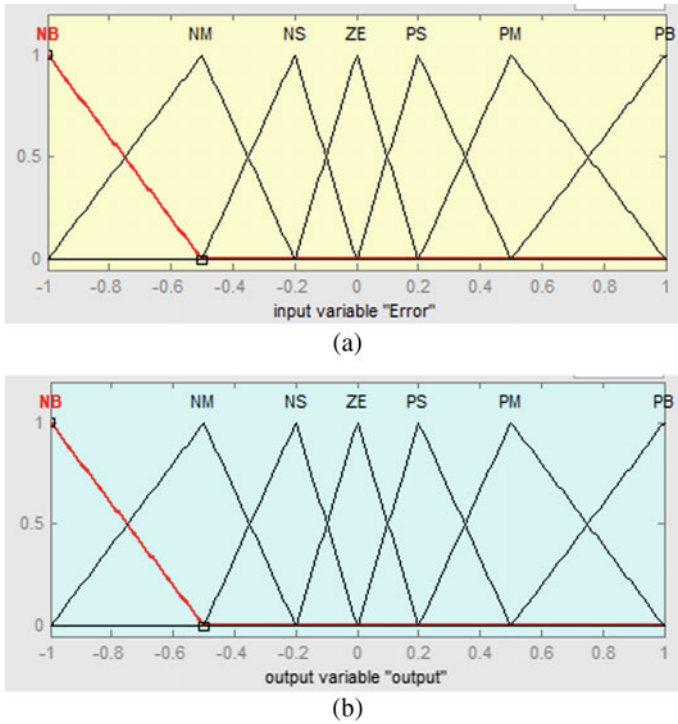 NB NM NS ZE PS PM PB
1
0.5
0
-1 -0.8 -0.6 -0.4 -0.2 0 0.2 0.4 0.6 0.8 1
input variable "Error"
(a)
NB NM NS ZE PS PM PB
1
0.5
0
-1 -0.8 -0.6 -0.4 -0.2 0 0.2 0.4 0.6 0.8 1
output variable "output"
(b)